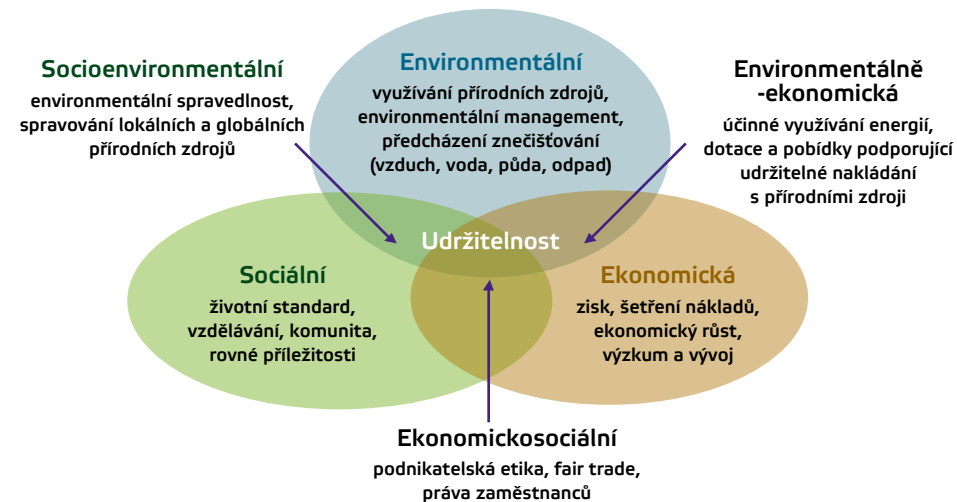 Socioenvironmentální
environmentální spravedlnost,
spravování lokálních a globálních
přírodních zdrojů
Environmentální
využívání přírodních zdrojů,
environmentální management,
předcházení znečišťování
(vzduch, voda, půda, odpad)
Environmentálně
-ekonomická
účinné využívání energií,
dotace a pobídky podporující
udržitelné nakládání
s přírodními zdroji
Udržitelnost
Sociální
životní standard,
vzdělávání, komunita,
rovné příležitosti
Ekonomická
zisk, šetření nákladů,
ekonomický růst,
výzkum a vývoj
Ekonomickosociální
podnikatelská etika, fair trade,
práva zaměstnanců